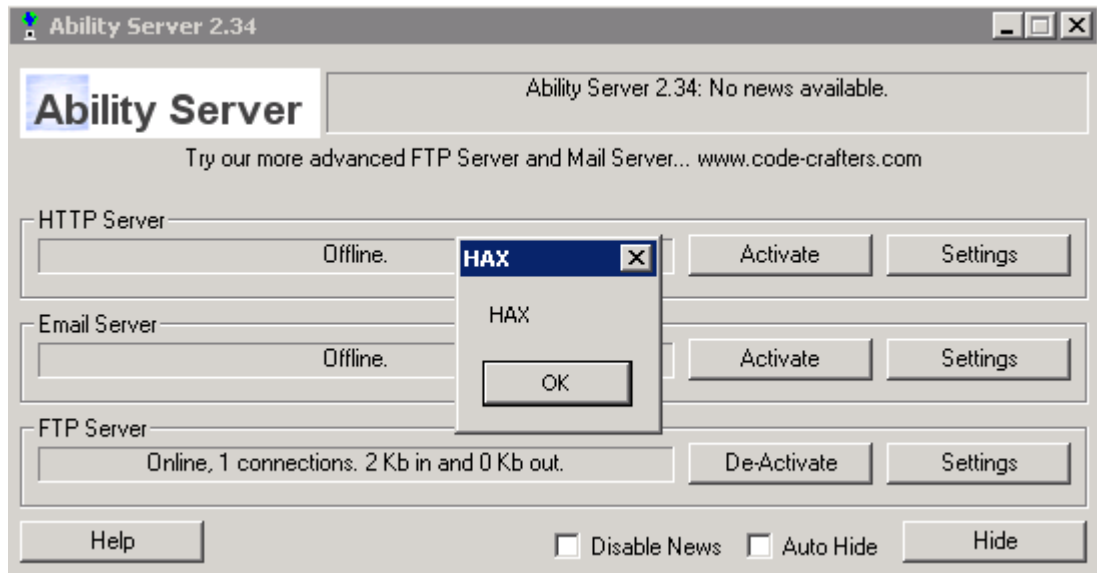 Ability Server 2.34
Ability Server
Ability Server 2.34: No news available.
Try our more advanced FTP Server and Mail Server... www.code-crafters.com
HTTP Server
Offline.
Activate
Settings
HAX
HAX
OK
Email Server
Offline.
Activate
Settings
FTP Server
Online, 1 connections. 2 Kb in and 0 Kb out.
De-Activate
Settings
Help
Disable News
Auto Hide
Hide